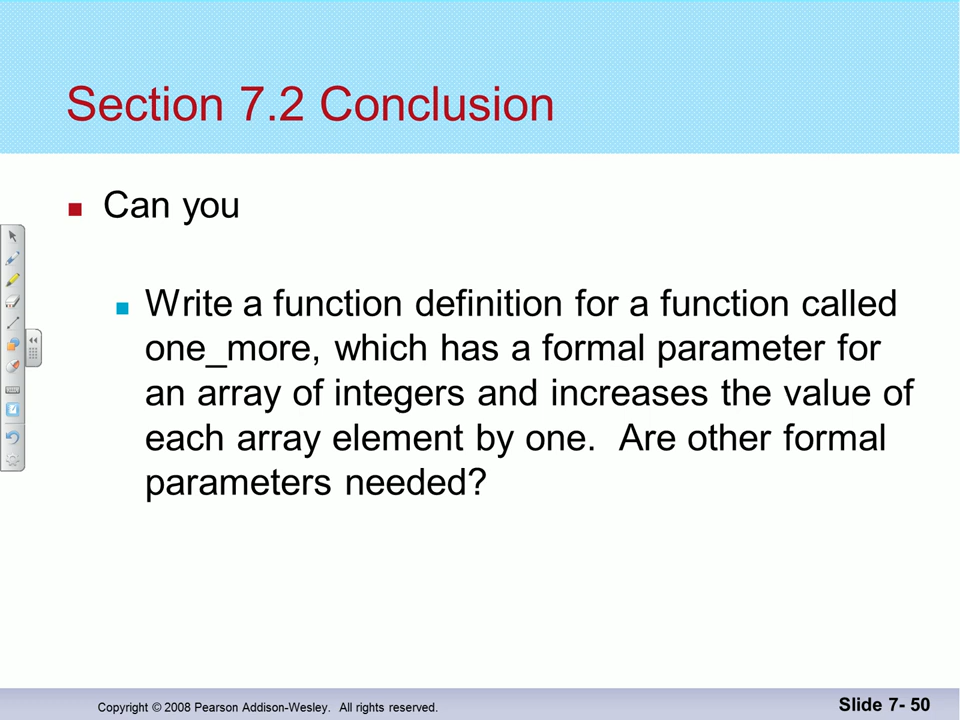 Section 7.2 Conclusion
Can you
Write a function definition for a function called
one_more, which has a formal parameter for
an array of integers and increases the value of
each array element by one.  Are other formal
parameters needed?
Copyright © 2008 Pearson Addison-Wesley.  All rights reserved.
Slide 7- 50